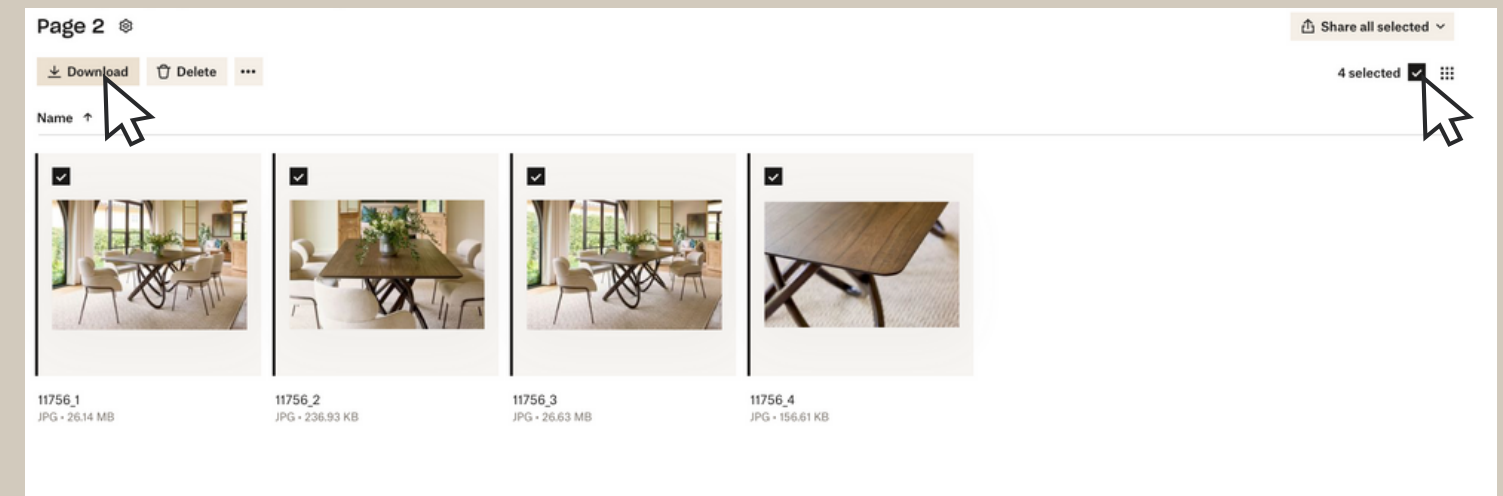 Page 2
Share all selected
Download
Delete
4 selected
Name
11756_1
JPG • 26.14 MB
11756_2
JPG • 236.93 KB
11756_3
JPG • 26.63 MB
11756_4
JPG • 156.61 KB